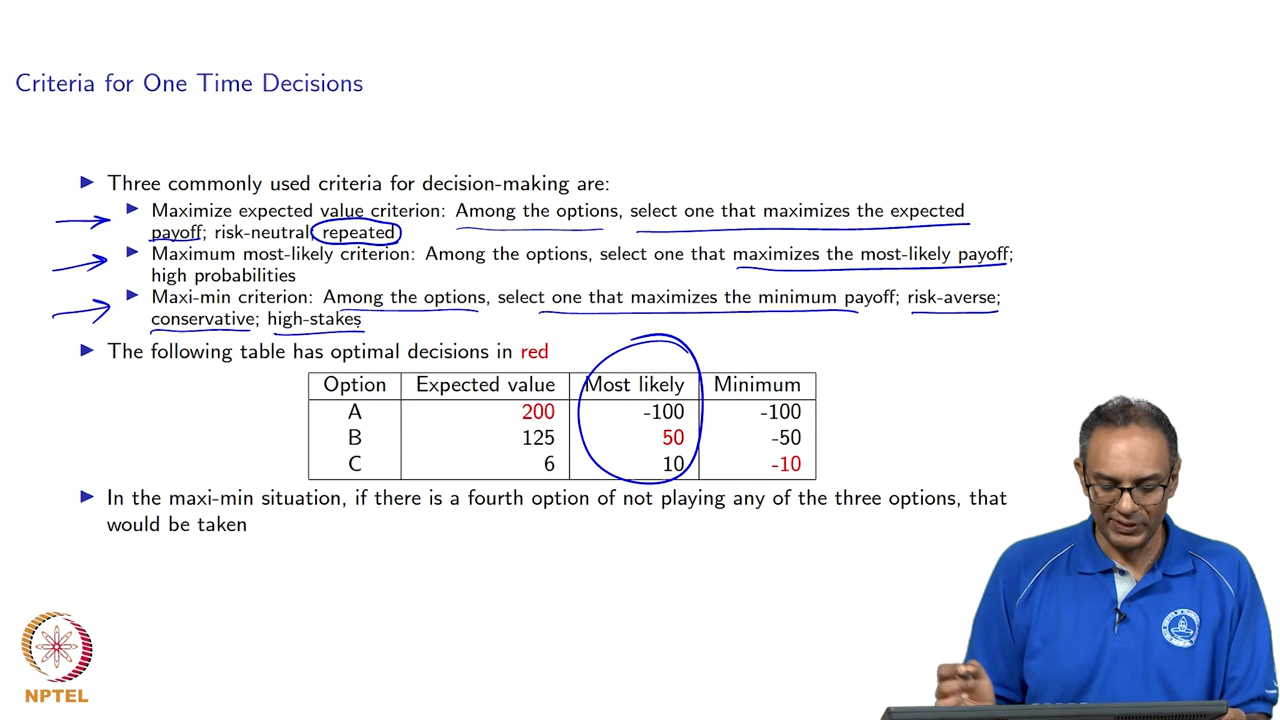 Criteria for One Time Decisions
▶ Three commonly used criteria for decision-making are:
▶ Maximize expected value criterion: Among the options, select one that maximizes the expected
payoff; risk-neutral, repeated
▶ Maximum most-likely criterion: Among the options, select one that maximizes the most-likely payoff;
high probabilities
▶ Maxi-min criterion: Among the options, select one that maximizes the minimum payoff; risk-averse;
conservative; high-stakes
▶ The following table has optimal decisions in red
Option Expected value Most likely Minimum
A 200 -100 -100
B 125 50 -50
C 6 10 -10
▶ In the maxi-min situation, if there is a fourth option of not playing any of the three options, that
would be taken
NPTEL